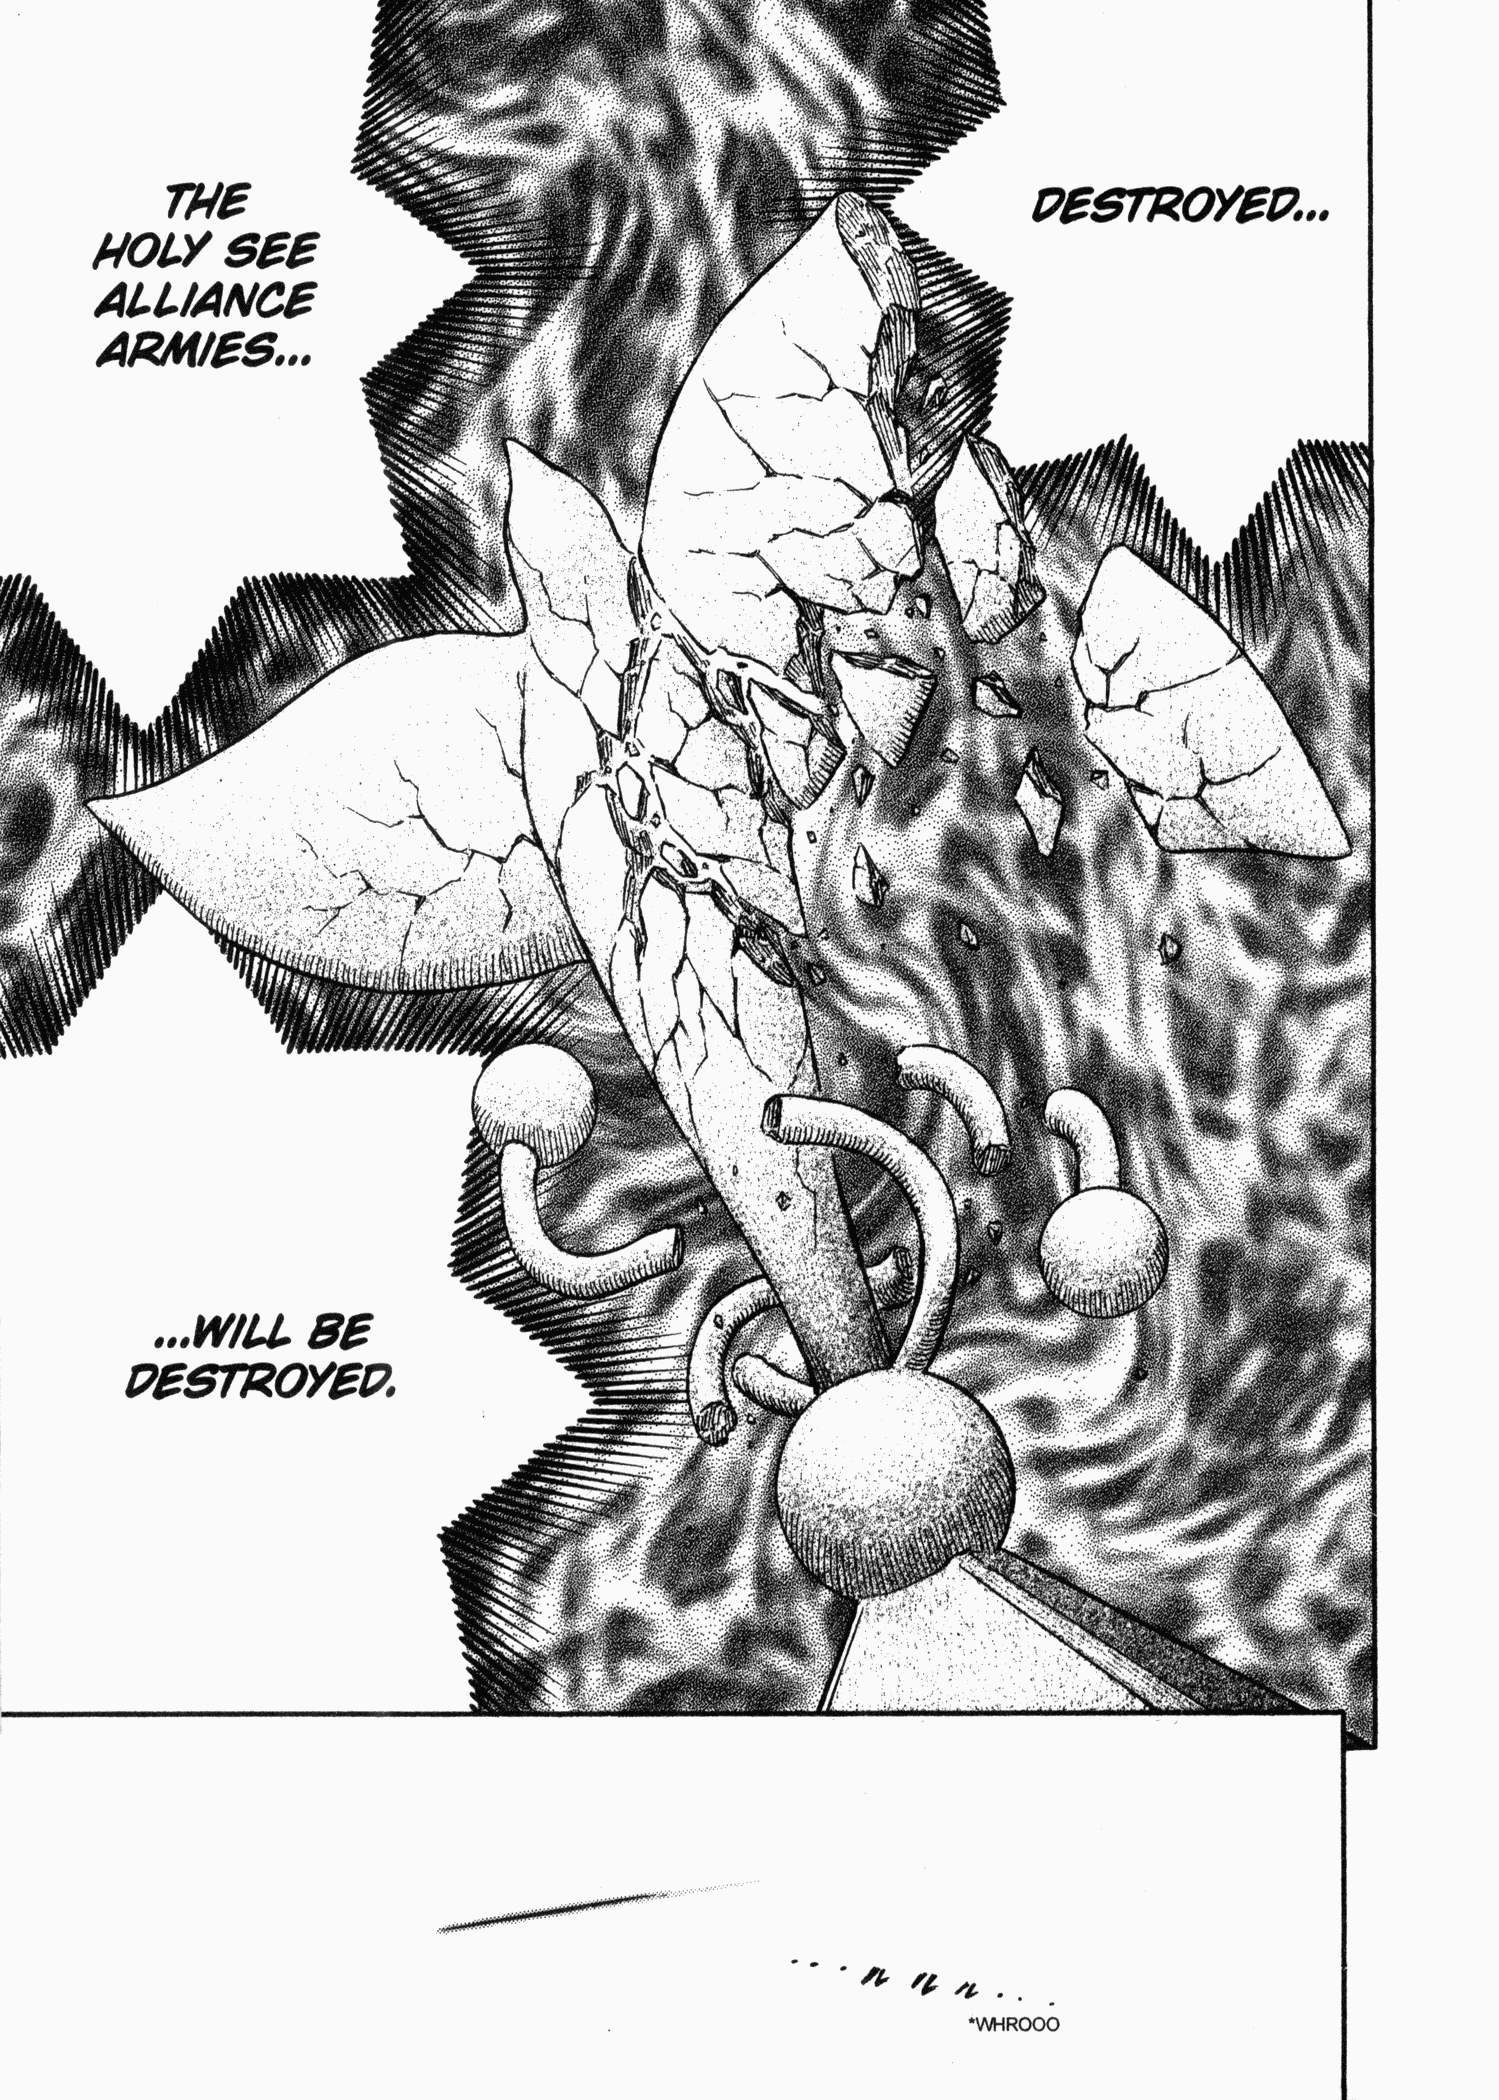 DESTROYED...
THE
HOLY SEE
ALLIANCE
ARMIES...
...WILL BE
DESTROYED.
...ルルル...
*WHROOO